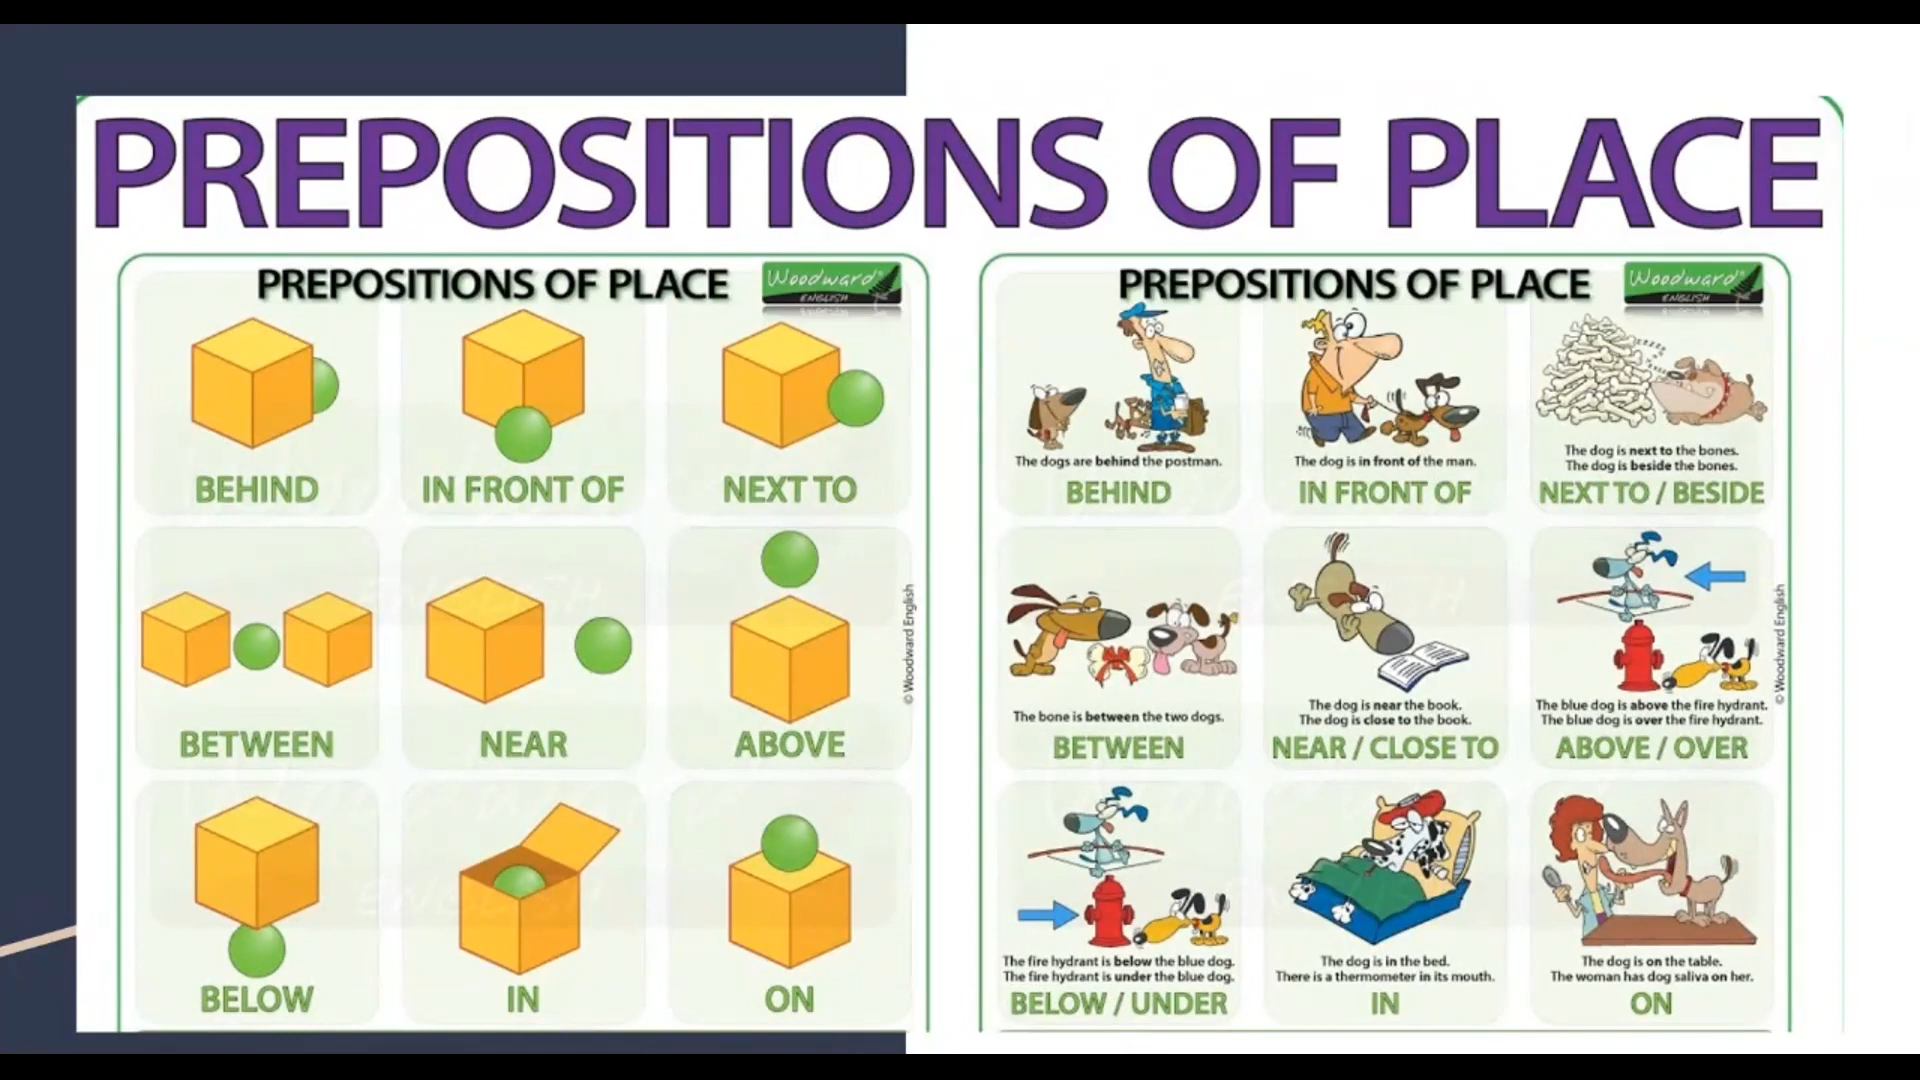 PREPOSITIONS OF PLACE
PREPOSITIONS OF PLACE
Woodward®
ENGLISH
BEHIND
IN FRONT OF
NEXT TO
BETWEEN
NEAR
ABOVE
© Woodward English
BELOW
IN
ON
PREPOSITIONS OF PLACE
Woodward®
ENGLISH
The dogs are behind the postman.
BEHIND
The dog is in front of the man.
IN FRONT OF
The dog is next to the bones.
The dog is beside the bones.
NEXT TO / BESIDE
The bone is between the two dogs.
BETWEEN
The dog is near the book.
The dog is close to the book.
NEAR / CLOSE TO
The blue dog is above the fire hydrant.
The blue dog is over the fire hydrant.
ABOVE / OVER
© Woodward English
The fire hydrant is below the blue dog.
The fire hydrant is under the blue dog.
BELOW / UNDER
The dog is in the bed.
There is a thermometer in its mouth.
IN
The dog is on the table.
The woman has dog saliva on her.
ON